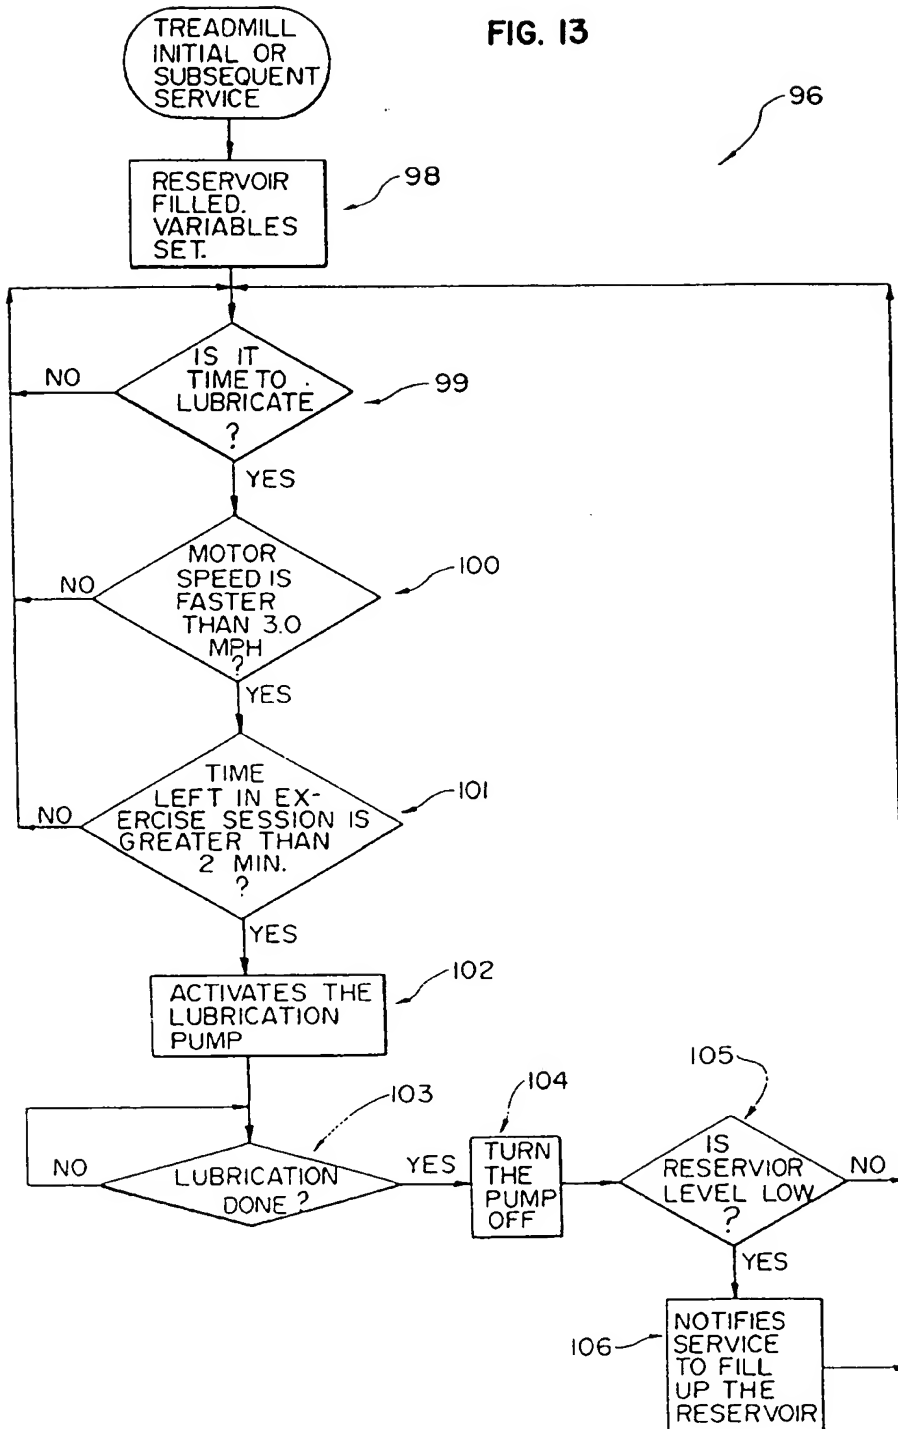 FIG. 13
TREADMILL
INITIAL OR
SUBSEQUENT
SERVICE
96
RESERVOIR
FILLED.
VARIABLES
SET.
98
IS IT
TIME TO
LUBRICATE
?
99
NO
YES
MOTOR
SPEED IS
FASTER
THAN 3.0
MPH
?
100
NO
YES
TIME
LEFT IN EX-
ERCISE SESSION IS
GREATER THAN
2 MIN.
?
101
NO
YES
ACTIVATES THE
LUBRICATION
PUMP
102
LUBRICATION
DONE ?
103
NO
YES
TURN
THE
PUMP
OFF
104
IS
RESERVIOR
LEVEL LOW
?
105
NO
YES
NOTIFIES
SERVICE
TO FILL
UP THE
RESERVOIR
106